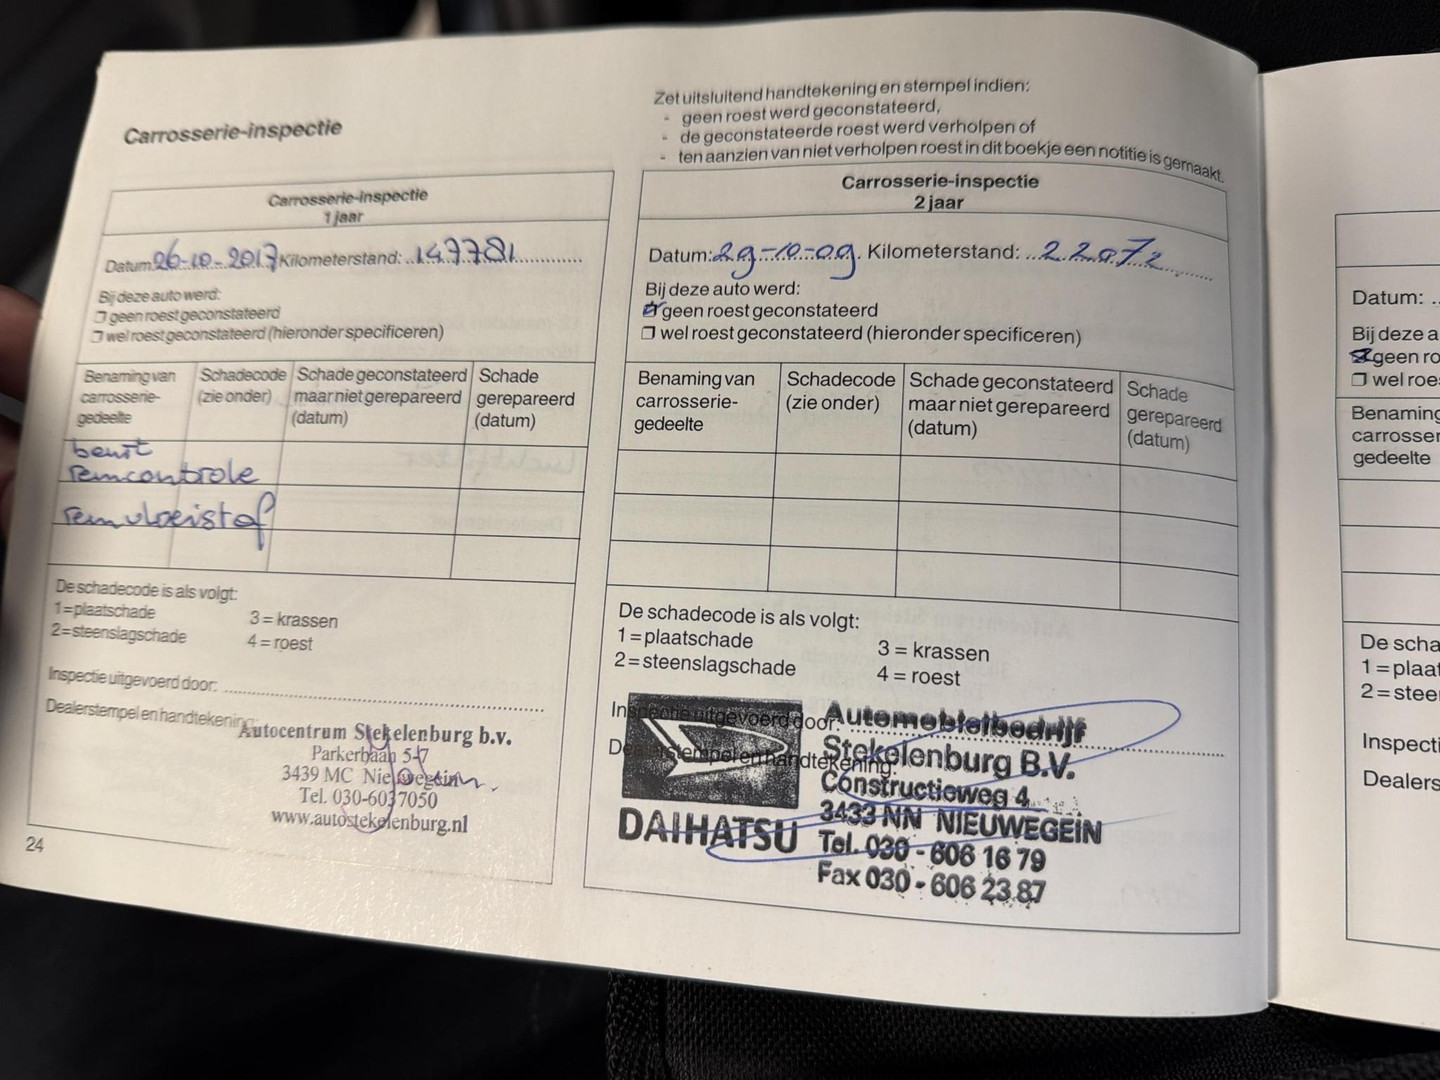 Carrosserie-inspectie
Zet uitsluitend handtekening en stempel indien:
- geen roest werd geconstateerd,
- de geconstateerde roest werd verholpen of
- ten aanzien van niet verholpen roest in dit boekje een notitie is gemaakt.
Carrosserie-inspectie
1 jaar
Datum 26-10-2017 Kilometerstand: 147781
Bij deze auto werd:
❐ geen roest geconstateerd
❐ wel roest geconstateerd (hieronder specificeren)
Benaming van
carrosserie-
gedeelte
Schadecode
(zie onder)
Schade geconstateerd
maar niet gerepareerd
(datum)
Schade
gerepareerd
(datum)
beurt
remcontrole
remvloeistof
De schadecode is als volgt:
1=plaatschade
2=steenslagschade
3 = krassen
4 = roest
Inspectie uitgevoerd door:
Dealerstempel en handtekening:
Autocentrum Stekelenburg b.v.
Parkerbaan 5-7
3439 MC Nieuwegein
Tel. 030-6037050
www.autostekelenburg.nl
24
Carrosserie-inspectie
2 jaar
Datum: 29-10-09. Kilometerstand: 22072
Bij deze auto werd:
❐ geen roest geconstateerd
❐ wel roest geconstateerd (hieronder specificeren)
Benaming van
carrosserie-
gedeelte
Schadecode
(zie onder)
Schade geconstateerd
maar niet gerepareerd
(datum)
Schade
gerepareerd
(datum)
De schadecode is als volgt:
1=plaatschade
2=steenslagschade
3 = krassen
4 = roest
Inspectie uitgevoerd door:
Dealerstempel en handtekening:
DAIHATSU
Automobielbedrijf
Stekelenburg B.V.
Constructieweg 4
3433 NN NIEUWEGEIN
Tel. 030 - 606 16 79
Fax 030 - 606 23 87
Datum: ..
Bij deze a
geen ro
❐ wel roe
Benaming
carrosser
gedeelte
De scha
1=plaat
2=stee
Inspecti
Dealers